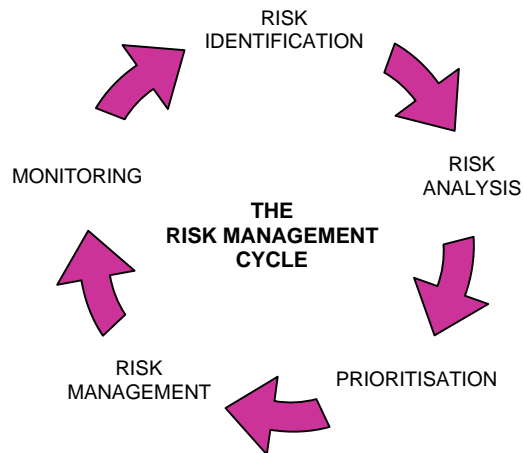 RISK
IDENTIFICATION
RISK
ANALYSIS
PRIORITISATION
RISK
MANAGEMENT
MONITORING
THE
RISK MANAGEMENT
CYCLE